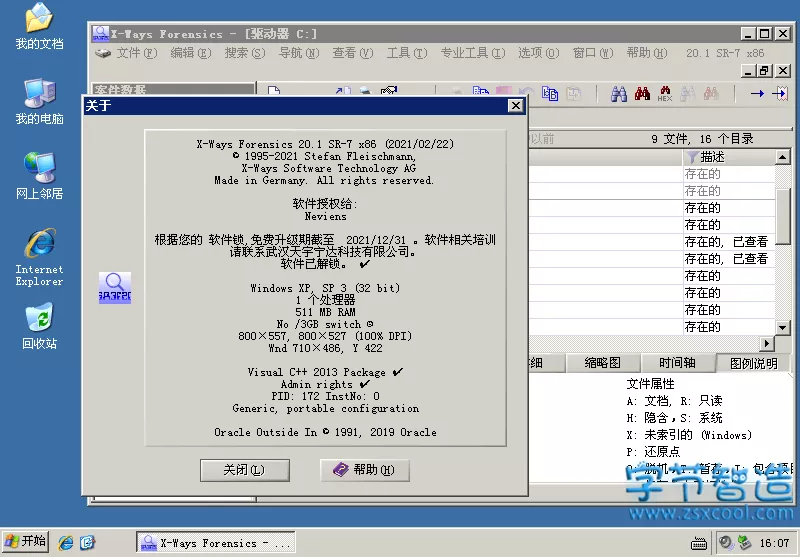 我的文档
我的电脑
网上邻居
Internet
Explorer
回收站
X-Ways Forensics - [驱动器 C:]
文件(F) 编辑(E) 搜索(S) 导航(N) 查看(V) 工具(T) 专业工具(I) 选项(O) 窗口(W) 帮助(H) 20.1 SR-7 x86
案件数据
HEX
以前
9 文件, 16 个目录
描述
存在的
存在的
存在的
存在的
存在的, 已查看
存在的, 已查看
存在的
存在的
存在的
存在的
关于
X-Ways Forensics 20.1 SR-7 x86 (2021/02/22)
© 1995-2021 Stefan Fleischmann,
X-Ways Software Technology AG
Made in Germany. All rights reserved.
软件授权给:
Neviens
根据您的 软件锁,免费升级期截至 2021/12/31 。软件相关培训
请联系武汉天宇宁达科技有限公司。
软件已解锁。 ✔
Windows XP, SP 3 (32 bit)
1 个处理器
511 MB RAM
No /3GB switch
800×557, 800×527 (100% DPI)
Wnd 710×486, Y 422
Visual C++ 2013 Package ✔
Admin rights ✔
PID: 172 InstNo: 0
Generic, portable configuration
Oracle Outside In © 1991, 2019 Oracle
关闭(L)
帮助(H)
细
缩略图
时间轴
图例说明
文件属性
A: 文档, R: 只读
H: 隐含, S: 系统
X: 未索引的 (Windows)
P: 还原点
字节智造
www.zsxcool.com
开始
X-Ways Forensics - ...
16:07